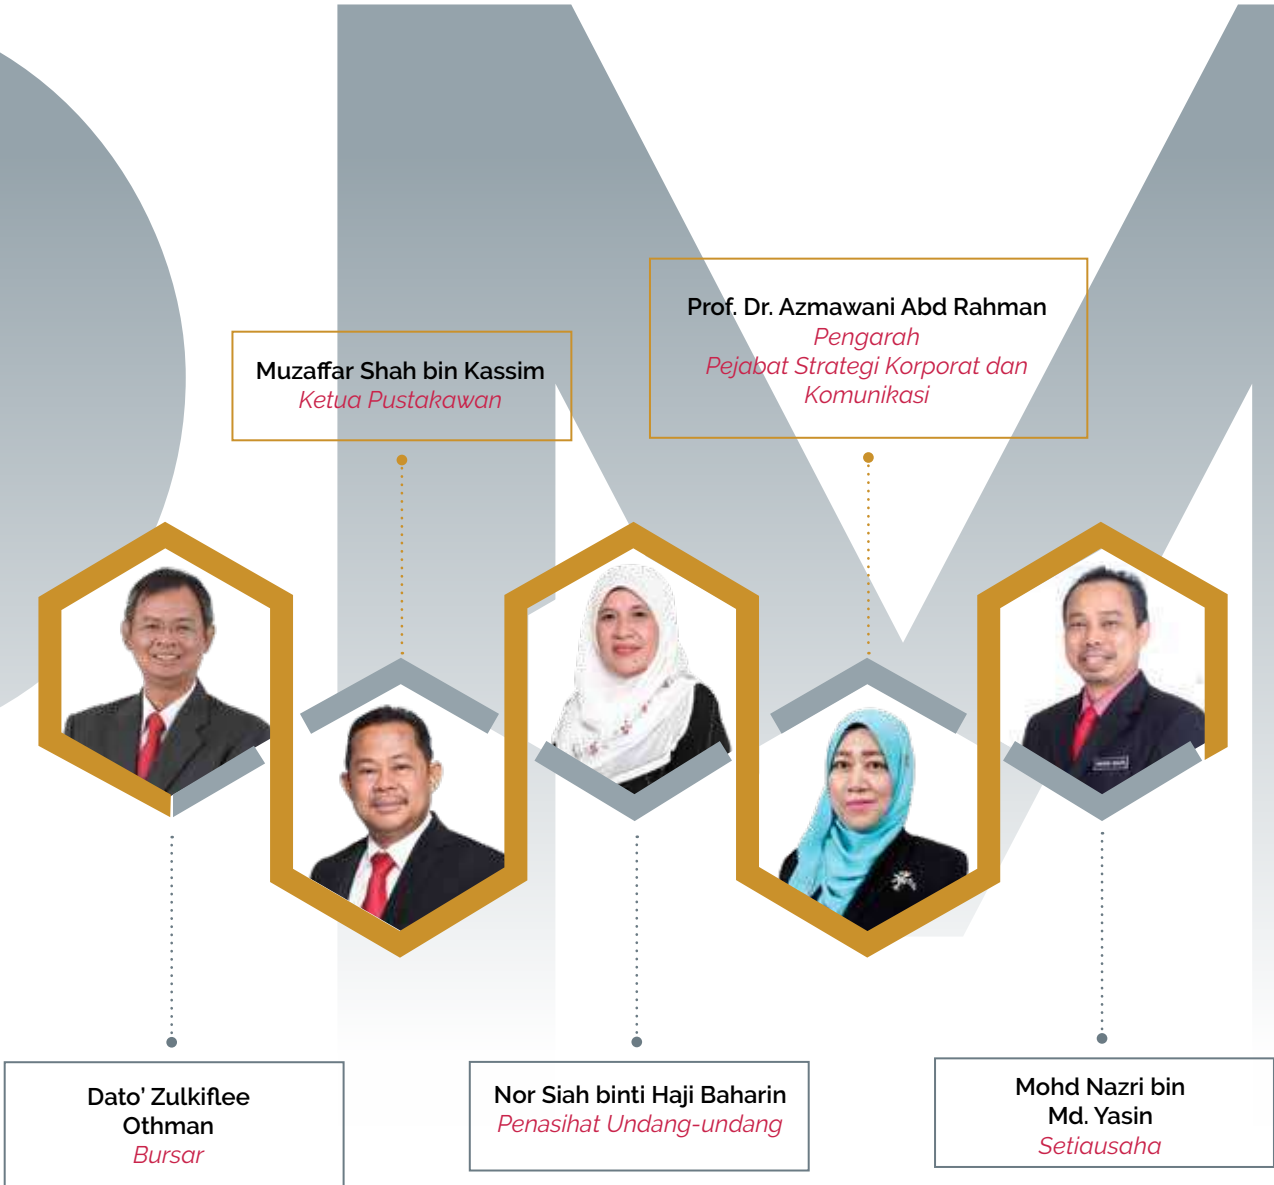 Prof. Dr. Azmawani Abd Rahman
Pengarah
Pejabat Strategi Korporat dan
Komunikasi
Muzaffar Shah bin Kassim
Ketua Pustakawan
Dato’ Zulkiflee
Othman
Bursar
Nor Siah binti Haji Baharin
Penasihat Undang-undang
Mohd Nazri bin
Md. Yasin
Setiausaha